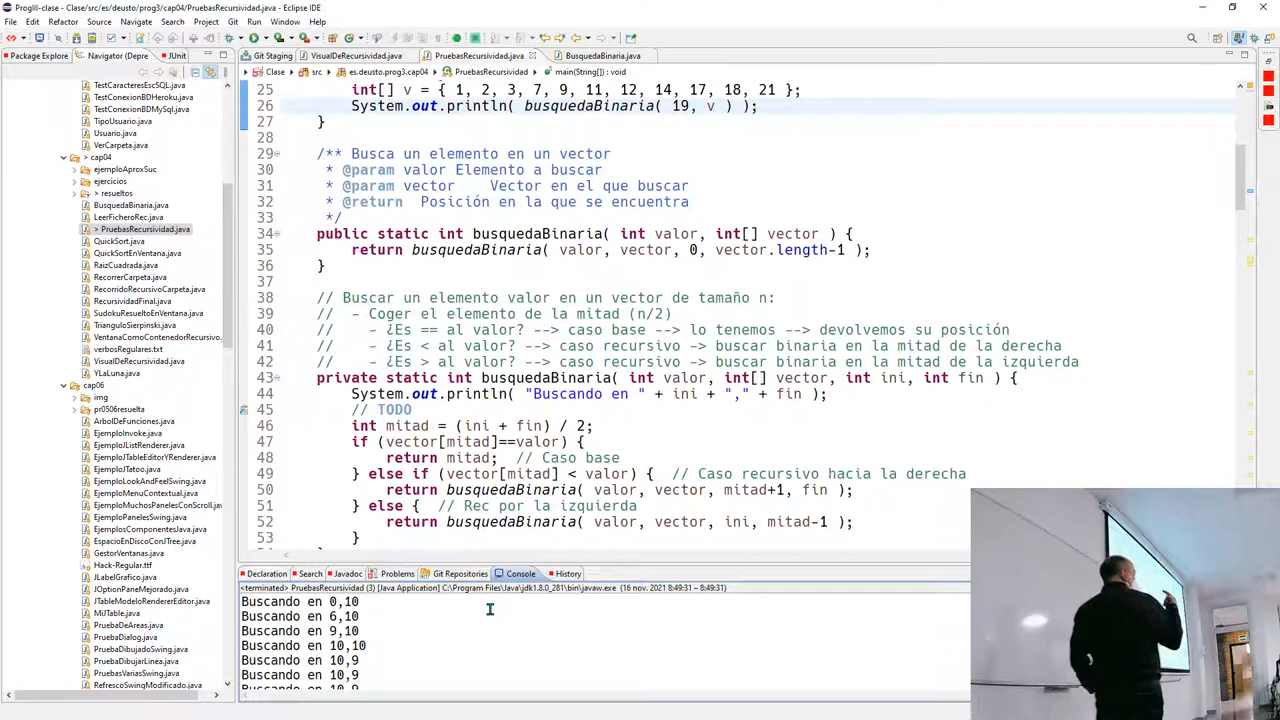 ProgIII-clase - Clase/src/es/deusto/prog3/cap04/PruebasRecursividad.java - Eclipse IDE
File Edit Refactor Source Navigate Search Project Git Run Window Help
Package Explore Navigator (Depre JUnit
TestCaracteresEscSQL.java
TestConexionBDHeroku.java
TestConexionBDMySql.java
TipoUsuario.java
Usuario.java
VerCarpeta.java
> cap04
ejemploAproxSuc
ejercicios
> resueltos
BusquedaBinaria.java
LeerFicheroRec.java
> PruebasRecursividad.java
QuickSort.java
QuickSortEnVentana.java
RaizCuadrada.java
RecorrerCarpeta.java
RecorridoRecursivoCarpeta.java
RecursividadFinal.java
SudokuResueltoEnVentana.java
TrianguloSierpinski.java
VentanaComoContenedorRecursivo.
verbosRegulares.txt
VisualDeRecursividad.java
YLaLuna.java
cap06
img
pr0506resuelta
ArbolDeFunciones.java
EjemploInvoke.java
EjemploJListRenderer.java
EjemploJTableEditorYRenderer.java
EjemploJTatoo.java
EjemploLookAndFeelSwing.java
EjemploMenuContextual.java
EjemploMuchosPanelesConScroll.java
EjemploPanelesSwing.java
EjemplosComponentesJava.java
EspacioEnDiscoConJTree.java
GestorVentanas.java
Hack-Regular.ttf
JLabelGrafico.java
JOptionPaneMejorado.java
JTableModeloRendererEditor.java
MiJTable.java
PruebaDeAreas.java
PruebaDialog.java
PruebaDibujadoSwing.java
PruebaDibujarLinea.java
PruebasVariasSwing.java
RefrescoSwingModificado.java
Git Staging VisualDeRecursividad.java PruebasRecursividad.java BusquedaBinaria.java
Clase src es.deusto.prog3.cap04 PruebasRecursividad main(String[]) : void
25 int[] v = { 1, 2, 3, 7, 9, 11, 12, 14, 17, 18, 21 };
26 System.out.println( busquedaBinaria( 19, v ) );
27 }
28
29 /** Busca un elemento en un vector
30 * @param valor Elemento a buscar
31 * @param vector Vector en el que buscar
32 * @return Posición en la que se encuentra
33 */
34 public static int busquedaBinaria( int valor, int[] vector ) {
35 return busquedaBinaria( valor, vector, 0, vector.length-1 );
36 }
37
38 // Buscar un elemento valor en un vector de tamaño n:
39 // - Coger el elemento de la mitad (n/2)
40 // - ¿Es == al valor? --> caso base --> lo tenemos --> devolvemos su posición
41 // - ¿Es < al valor? --> caso recursivo -> buscar binaria en la mitad de la derecha
42 // - ¿Es > al valor? --> caso recursivo -> buscar binaria en la mitad de la izquierda
43 private static int busquedaBinaria( int valor, int[] vector, int ini, int fin ) {
44 System.out.println( "Buscando en " + ini + "," + fin );
45 // TODO
46 int mitad = (ini + fin) / 2;
47 if (vector[mitad]==valor) {
48 return mitad; // Caso base
49 } else if (vector[mitad] < valor) { // Caso recursivo hacia la derecha
50 return busquedaBinaria( valor, vector, mitad+1, fin );
51 } else { // Rec por la izquierda
52 return busquedaBinaria( valor, vector, ini, mitad-1 );
53 }
Declaration Search Javadoc Problems Git Repositories Console History
<terminated> PruebasRecursividad (3) [Java Application] C:\Program Files\Java\jdk1.8.0_281\bin\javaw.exe (16 nov. 2021 8:49:31 – 8:49:31)
Buscando en 0,10
Buscando en 6,10
Buscando en 9,10
Buscando en 10,10
Buscando en 10,9
Buscando en 10,9
Buscando en 10,9